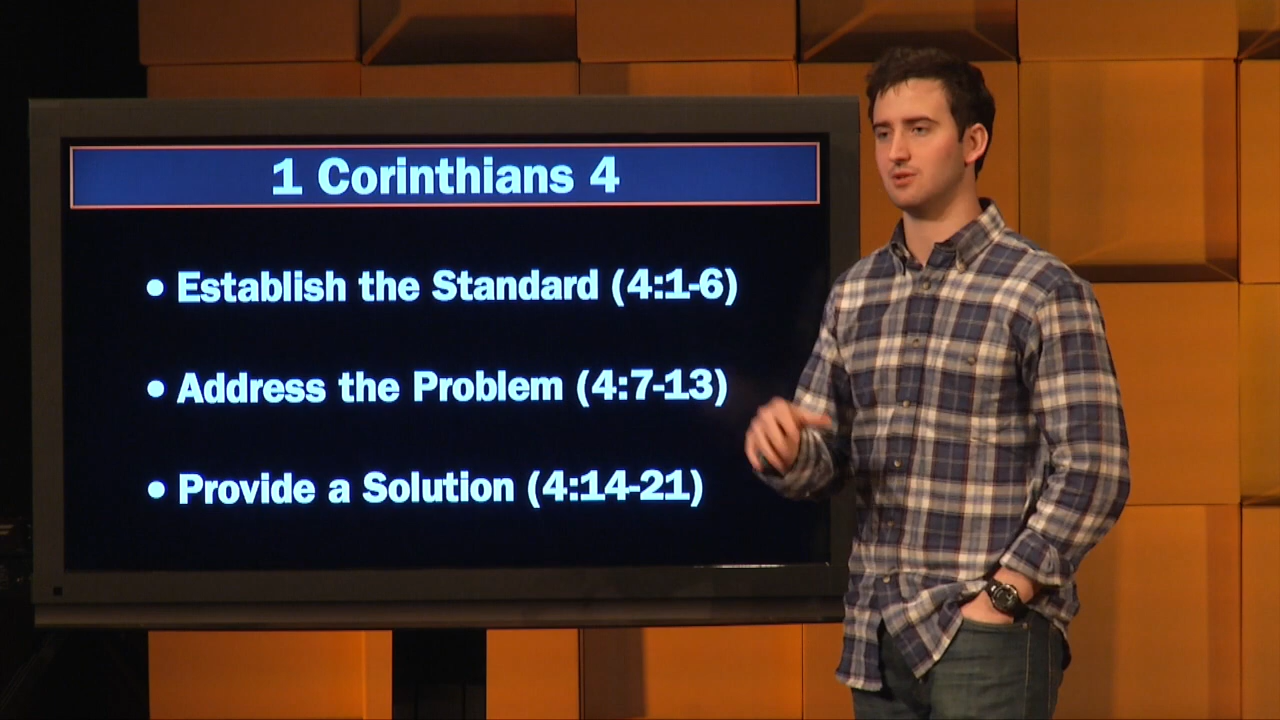 1 Corinthians 4
• Establish the Standard (4:1-6)
• Address the Problem (4:7-13)
• Provide a Solution (4:14-21)